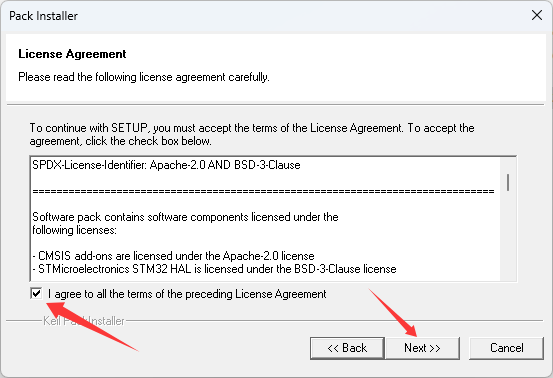 Pack Installer
License Agreement
Please read the following license agreement carefully.
To continue with SETUP, you must accept the terms of the License Agreement. To accept the
agreement, click the check box below.
SPDX-License-Identifier: Apache-2.0 AND BSD-3-Clause
==============================================================================
Software pack contains software components licensed under the
following licenses:
- CMSIS add-ons are licensed under the Apache-2.0 license
- STMicroelectronics STM32 HAL is licensed under the BSD-3-Clause license
I agree to all the terms of the preceding License Agreement
Keil Pack Installer
<< Back
Next >>
Cancel